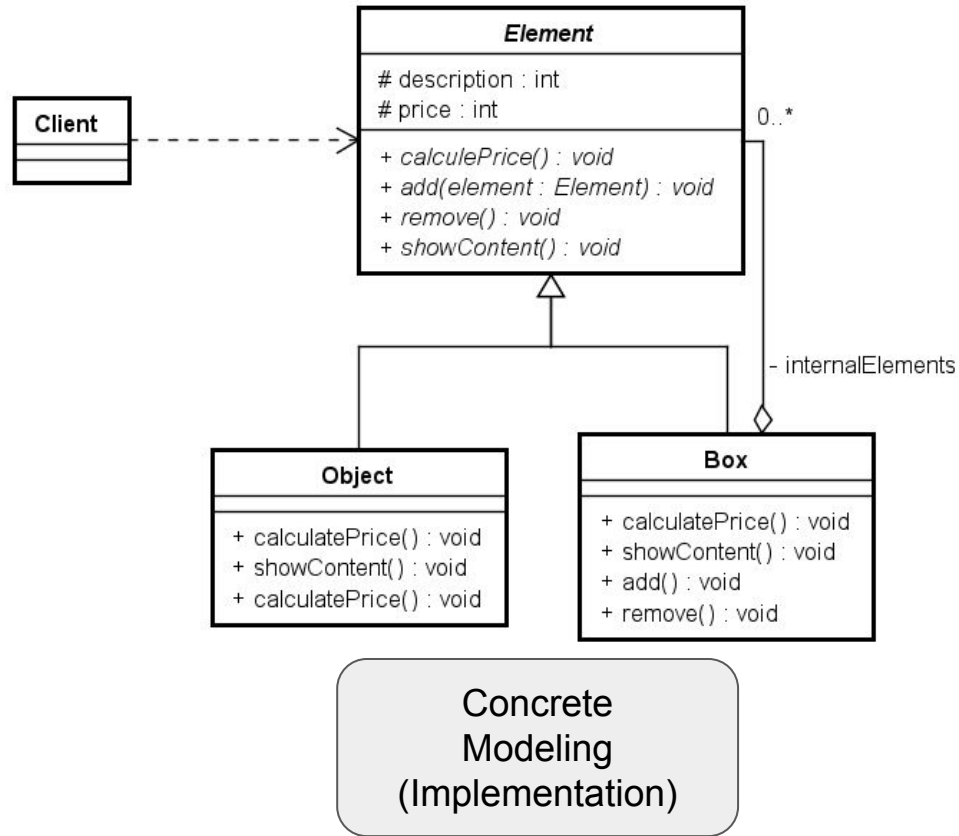 Element
# description : int
# price : int
+ calculePrice() : void
+ add(element : Element) : void
+ remove() : void
+ showContent() : void
Client
0..*
- internalElements
Object
+ calculatePrice() : void
+ showContent() : void
+ calculatePrice() : void
Box
+ calculatePrice() : void
+ showContent() : void
+ add() : void
+ remove() : void
Concrete
Modeling
(Implementation)